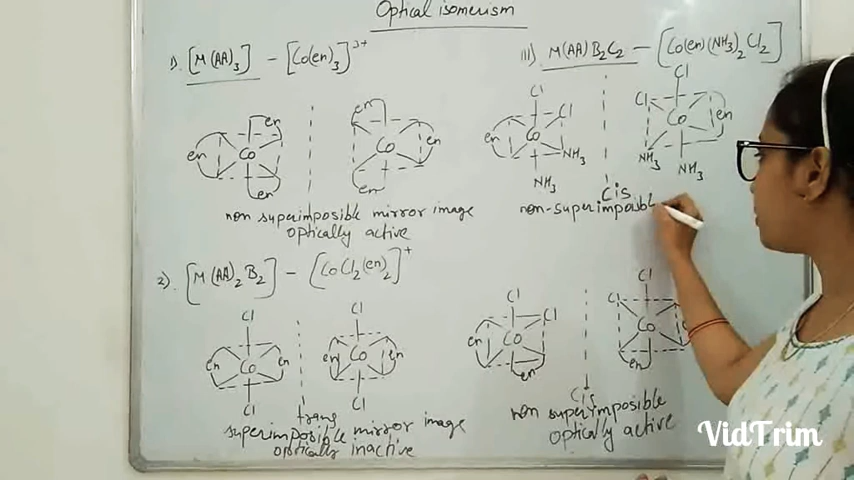 Optical isomerism
1). [M(AA)3] - [Co(en)3]3+
en
Co
en
en
en
Co
en
en
non superimposible mirror image
optically active
2). [M(AA)2B2] - [CoCl2(en)2]+
Cl
en Co en
Cl
Cl
en Co en
Cl
trans
superimposible mirror image
optically inactive
III) M(AA)B2C2 - [Co(en)(NH3)2Cl2]
Cl
Cl
en Co
NH3
NH3
Cl
Cl
Co en
NH3
NH3
Cis
non-superimposible
Cl
Cl
en Co
en
Cl
Cl
Co
en
Cis
non superimposible
optically active
VidTrim